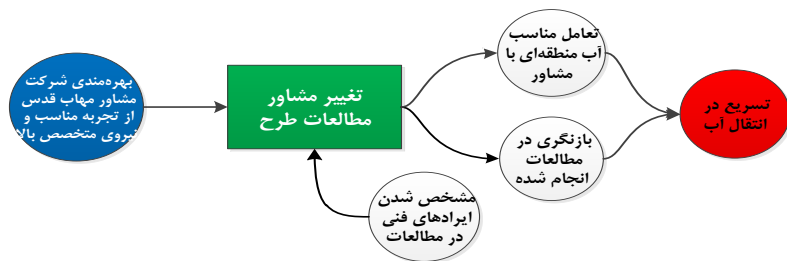 بهره‌مندی شرکت
مشاور مهاب قدس
از تجربه مناسب و
نیروی متخصص بالا
تغییر مشاور
مطالعات طرح
مشخص شدن
ایرادهای فنی
در مطالعات
تعامل مناسب
آب منطقه‌ای با
مشاور
بازنگری در
مطالعات
انجام شده
تسریع در
انتقال آب